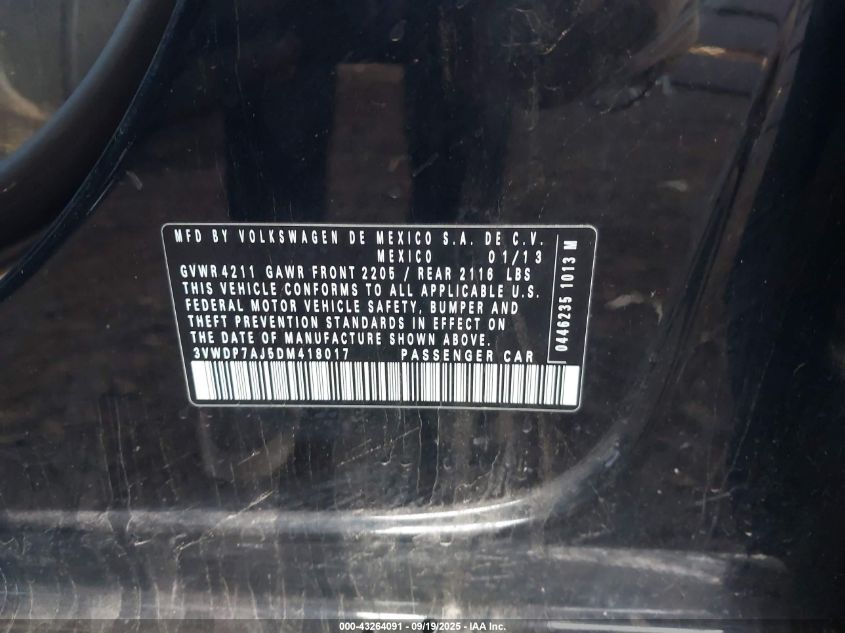 MFD BY VOLKSWAGEN DE MEXICO S.A. DE C.V.
MEXICO 01/13
GVWR 4211 GAWR FRONT 2205 / REAR 2116 LBS
THIS VEHICLE CONFORMS TO ALL APPLICABLE U.S.
FEDERAL MOTOR VEHICLE SAFETY, BUMPER AND
THEFT PREVENTION STANDARDS IN EFFECT ON
THE DATE OF MANUFACTURE SHOWN ABOVE.
3VWDP7AJ5DM418017 PASSENGER CAR
0446235 1013 M
000-43264091 - 09/19/2025 - IAA Inc.